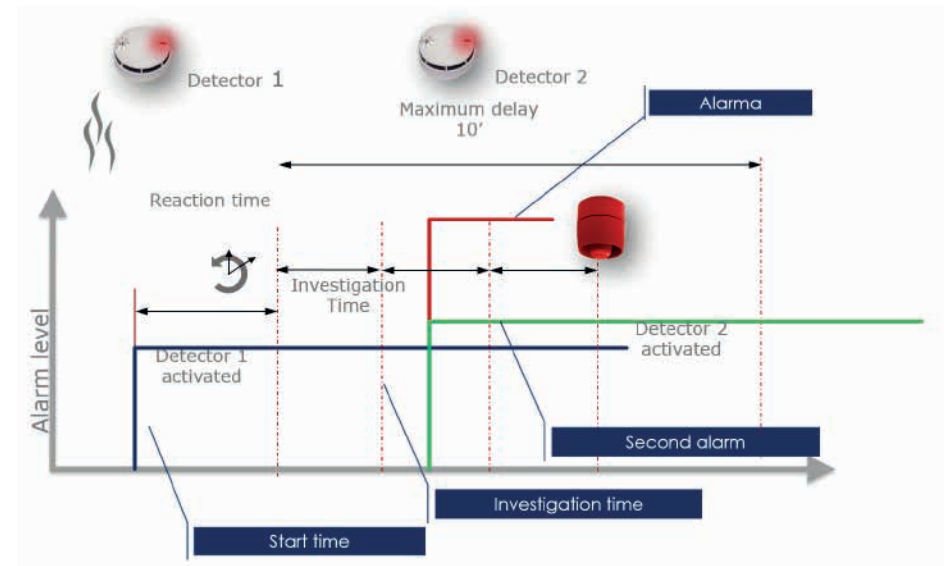 Detector 1
Detector 2
Maximum delay
10'
Alarma
Reaction time
Investigation
Time
Alarm level
Detector 1
activated
Detector 2
activated
Second alarm
Investigation time
Start time